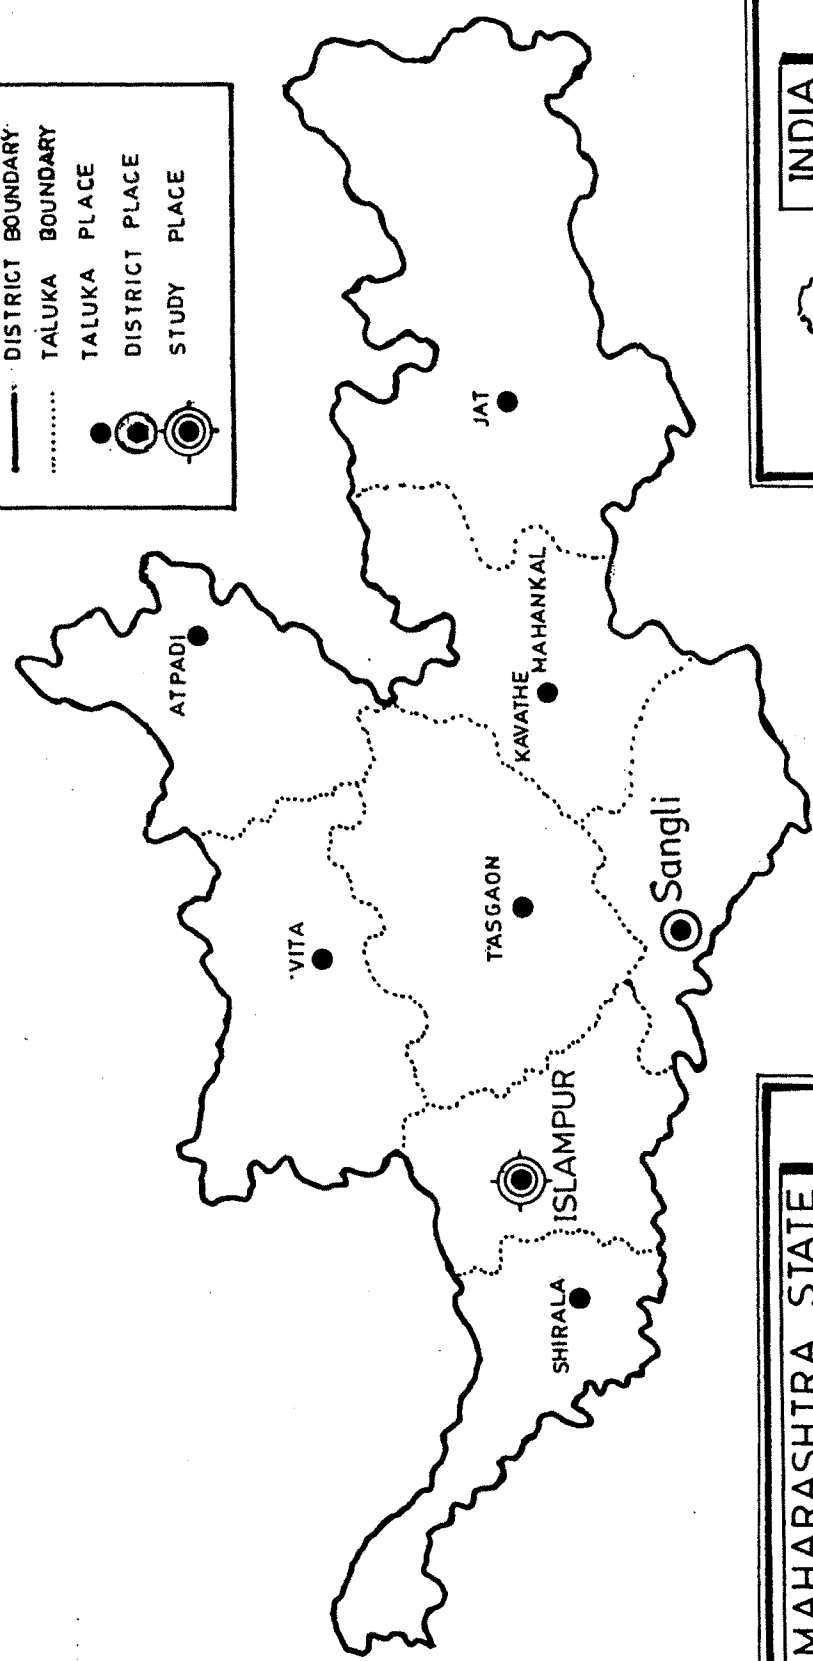 DISTRICT BOUNDARY
TALUKA BOUNDARY
TALUKA PLACE
DISTRICT PLACE
STUDY PLACE
ATPADI
VITA
JAT
KAVATHE
MAHANKAL
TASGAON
Sangli
ISLAMPUR
SHIRALA
MAHARASHTRA STATE
INDIA